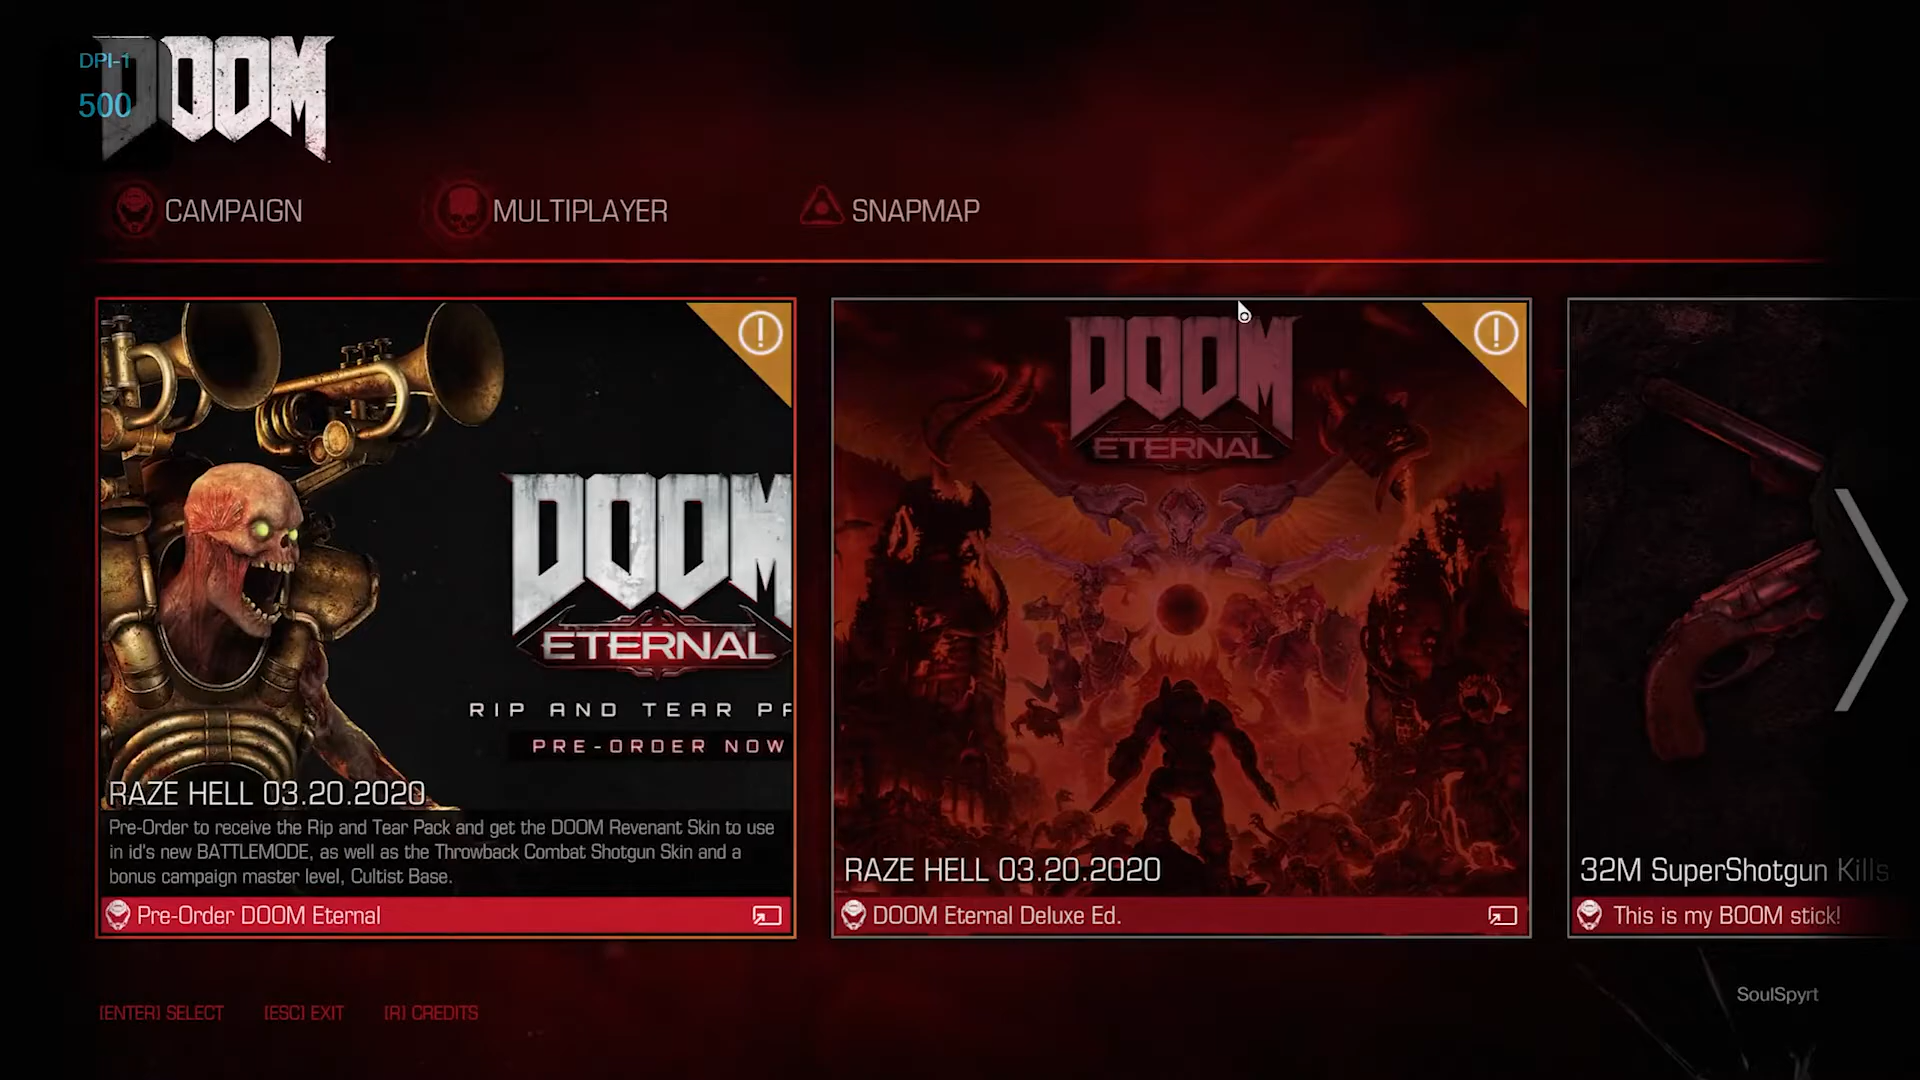 DPI-1
500
DOOM
CAMPAIGN
MULTIPLAYER
SNAPMAP
DOOM
ETERNAL
RIP AND TEAR PA
PRE-ORDER NOW
RAZE HELL 03.20.2020
Pre-Order to receive the Rip and Tear Pack and get the DOOM Revenant Skin to use
in id's new BATTLEMODE, as well as the Throwback Combat Shotgun Skin and a
bonus campaign master level, Cultist Base.
Pre-Order DOOM Eternal
DOOM
ETERNAL
RAZE HELL 03.20.2020
DOOM Eternal Deluxe Ed.
32M SuperShotgun Kills
This is my BOOM stick!
SoulSpyrt
[ENTER] SELECT
[ESC] EXIT
[R] CREDITS